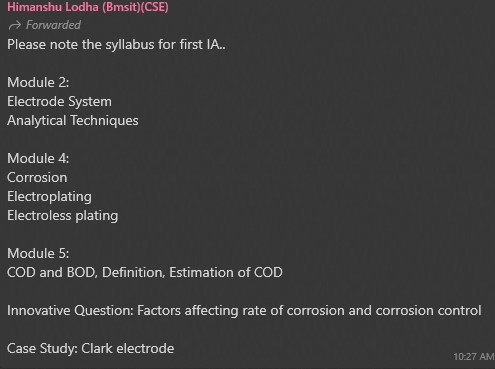 Himanshu Lodha (Bmsit)(CSE)
Forwarded
Please note the syllabus for first IA..
Module 2:
Electrode System
Analytical Techniques
Module 4:
Corrosion
Electroplating
Electroless plating
Module 5:
COD and BOD, Definition, Estimation of COD
Innovative Question: Factors affecting rate of corrosion and corrosion control
Case Study: Clark electrode
10:27 AM